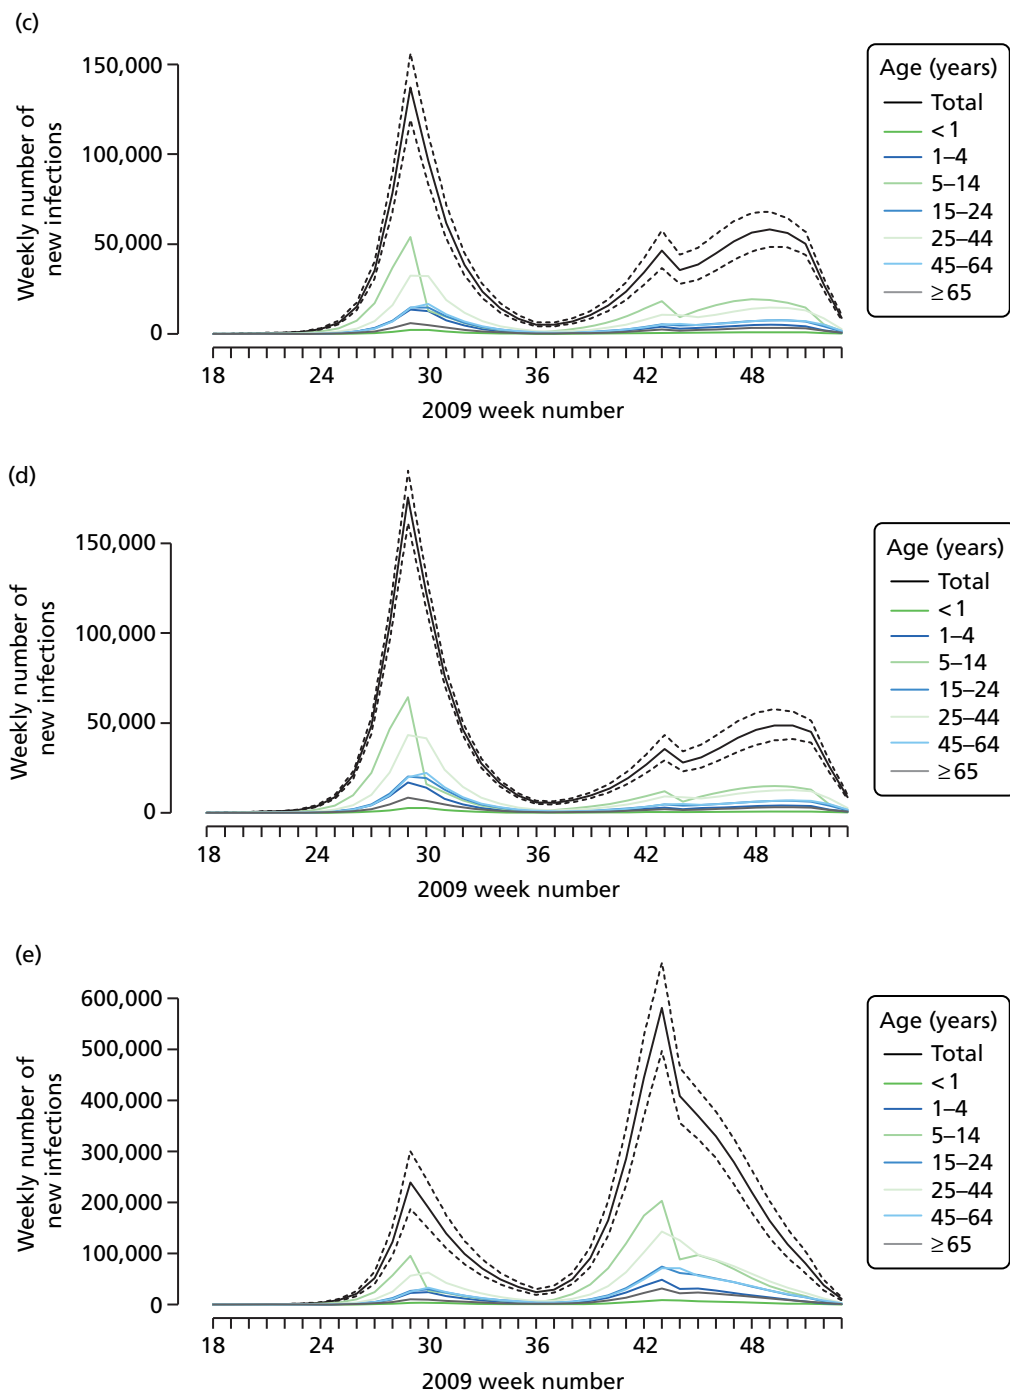 (c)
Weekly number of
new infections
150,000
100,000
50,000
0
18 24 30 36 42 48
2009 week number
Age (years)
Total
<1
1–4
5–14
15–24
25–44
45–64
≥65
(d)
Weekly number of
new infections
150,000
100,000
50,000
0
18 24 30 36 42 48
2009 week number
Age (years)
Total
<1
1–4
5–14
15–24
25–44
45–64
≥65
(e)
Weekly number of
new infections
600,000
500,000
400,000
300,000
200,000
100,000
0
18 24 30 36 42 48
2009 week number
Age (years)
Total
<1
1–4
5–14
15–24
25–44
45–64
≥65